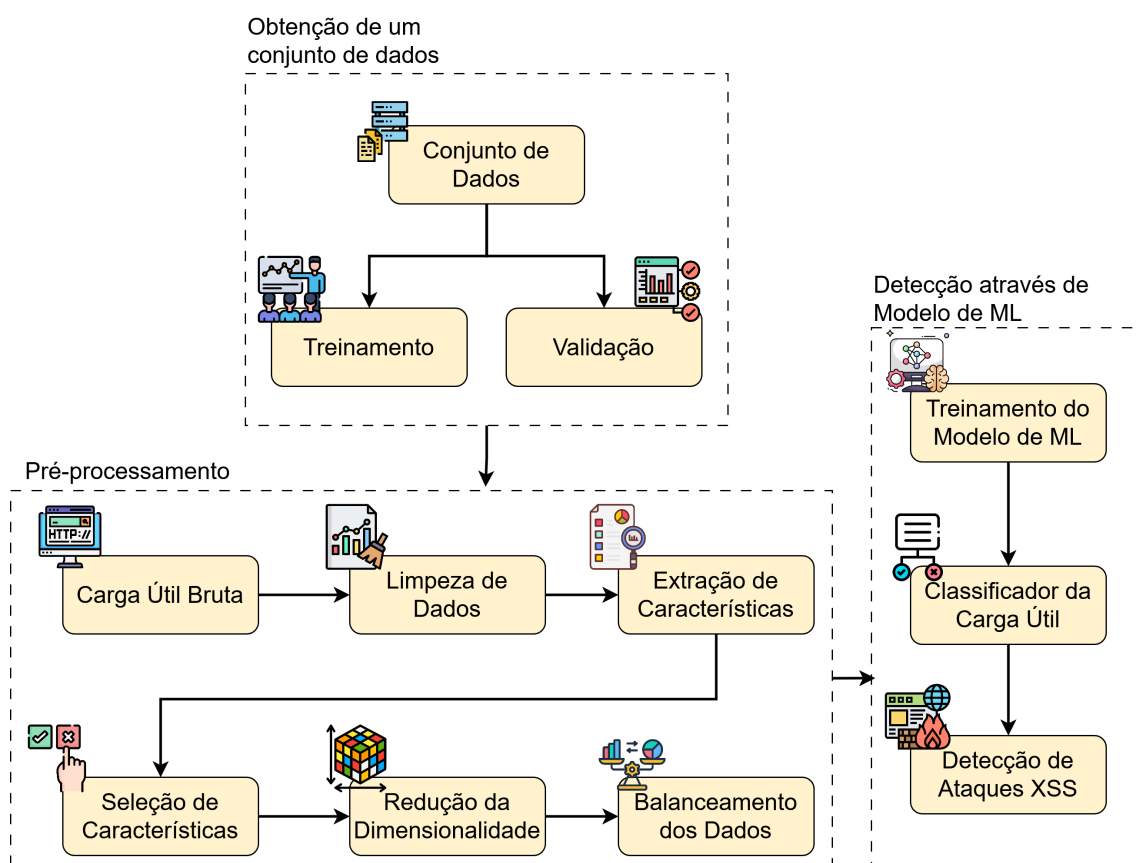 Obtenção de um
conjunto de dados
Conjunto de
Dados
Treinamento
Validação
Pré-processamento
HTTP://
Carga Útil Bruta
Limpeza de
Dados
Extração de
Características
Seleção de
Características
Redução da
Dimensionalidade
Balanceamento
dos Dados
Detecção através de
Modelo de ML
Treinamento do
Modelo de ML
Classificador da
Carga Útil
Detecção de
Ataques XSS